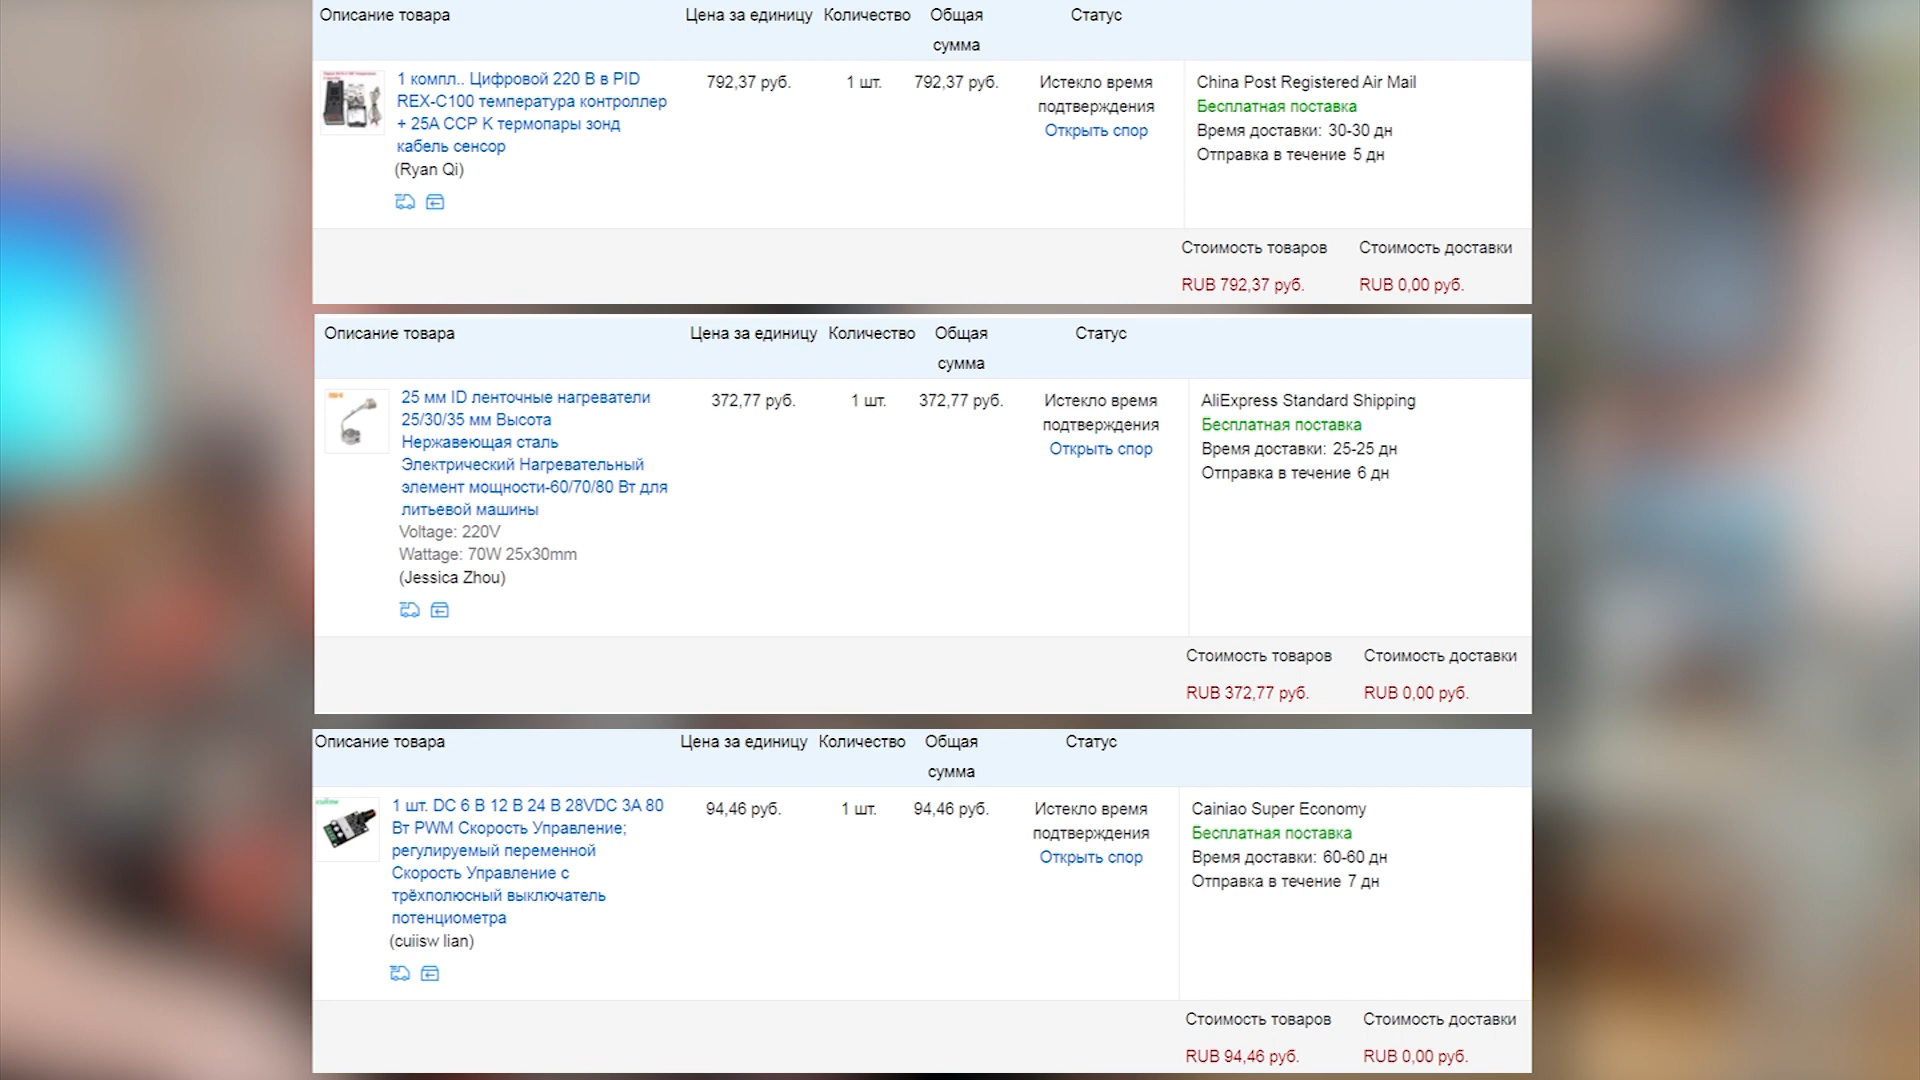 Описание товара Цена за единицу Количество Общая сумма Статус
1 компл.. Цифровой 220 В в PID
REX-C100 температура контроллер
+ 25A ССР K термопары зонд
кабель сенсор
(Ryan Qi)
792,37 руб.
1 шт.
792,37 руб.
Истекло время
подтверждения
Открыть спор
China Post Registered Air Mail
Бесплатная поставка
Время доставки: 30-30 дн
Отправка в течение 5 дн
Стоимость товаров Стоимость доставки
RUB 792,37 руб. RUB 0,00 руб.
Описание товара Цена за единицу Количество Общая сумма Статус
25 мм ID ленточные нагреватели
25/30/35 мм Высота
Нержавеющая сталь
Электрический Нагревательный
элемент мощности-60/70/80 Вт для
литьевой машины
Voltage: 220V
Wattage: 70W 25x30mm
(Jessica Zhou)
372,77 руб.
1 шт.
372,77 руб.
Истекло время
подтверждения
Открыть спор
AliExpress Standard Shipping
Бесплатная поставка
Время доставки: 25-25 дн
Отправка в течение 6 дн
Стоимость товаров Стоимость доставки
RUB 372,77 руб. RUB 0,00 руб.
Описание товара Цена за единицу Количество Общая сумма Статус
1 шт. DC 6 В 12 В 24 В 28VDC 3A 80
Вт PWM Скорость Управление;
регулируемый переменной
Скорость Управление с
трёхполюсный выключатель
потенциометра
(cuiisw lian)
94,46 руб.
1 шт.
94,46 руб.
Истекло время
подтверждения
Открыть спор
Cainiao Super Economy
Бесплатная поставка
Время доставки: 60-60 дн
Отправка в течение 7 дн
Стоимость товаров Стоимость доставки
RUB 94,46 руб. RUB 0,00 руб.